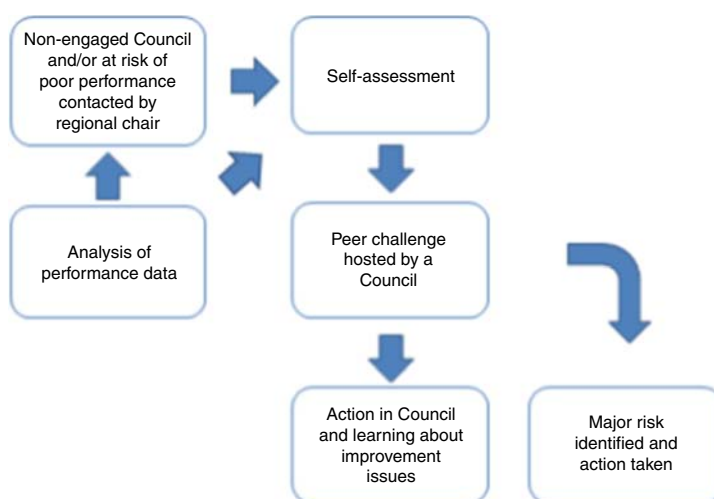 Non-engaged Council
and/or at risk of
poor performance
contacted by
regional chair
Self-assessment
Analysis of
performance data
Peer challenge
hosted by a
Council
Action in Council
and learning about
improvement
issues
Major risk
identified and
action taken